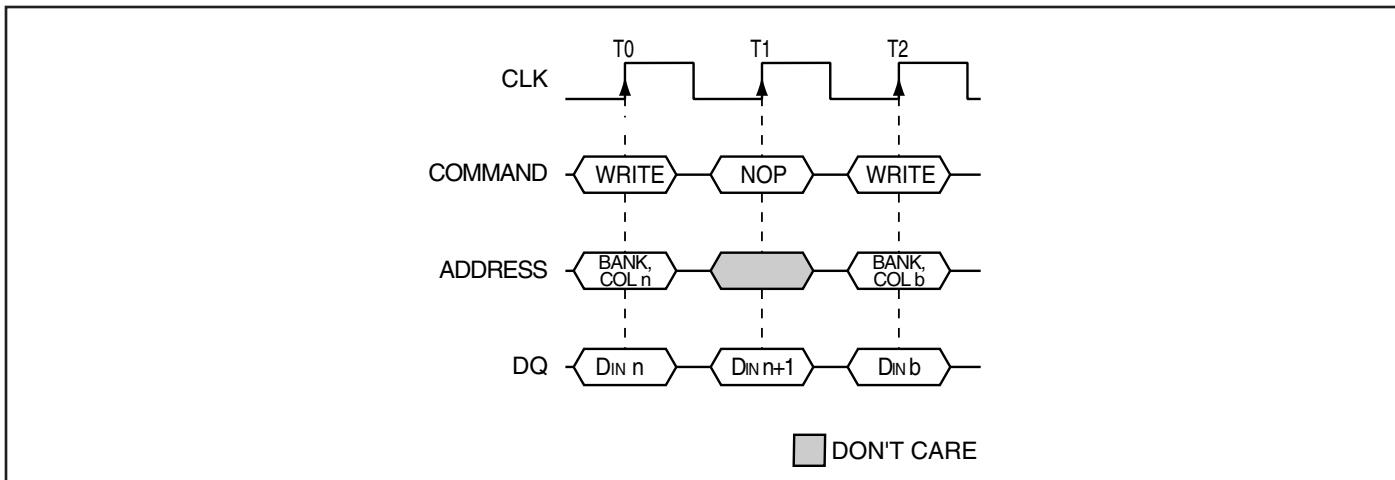 T0 T1 T2
CLK
COMMAND WRITE NOP WRITE
ADDRESS BANK, COL n BANK, COL b
DQ DIN n DIN n+1 DIN b
DON'T CARE